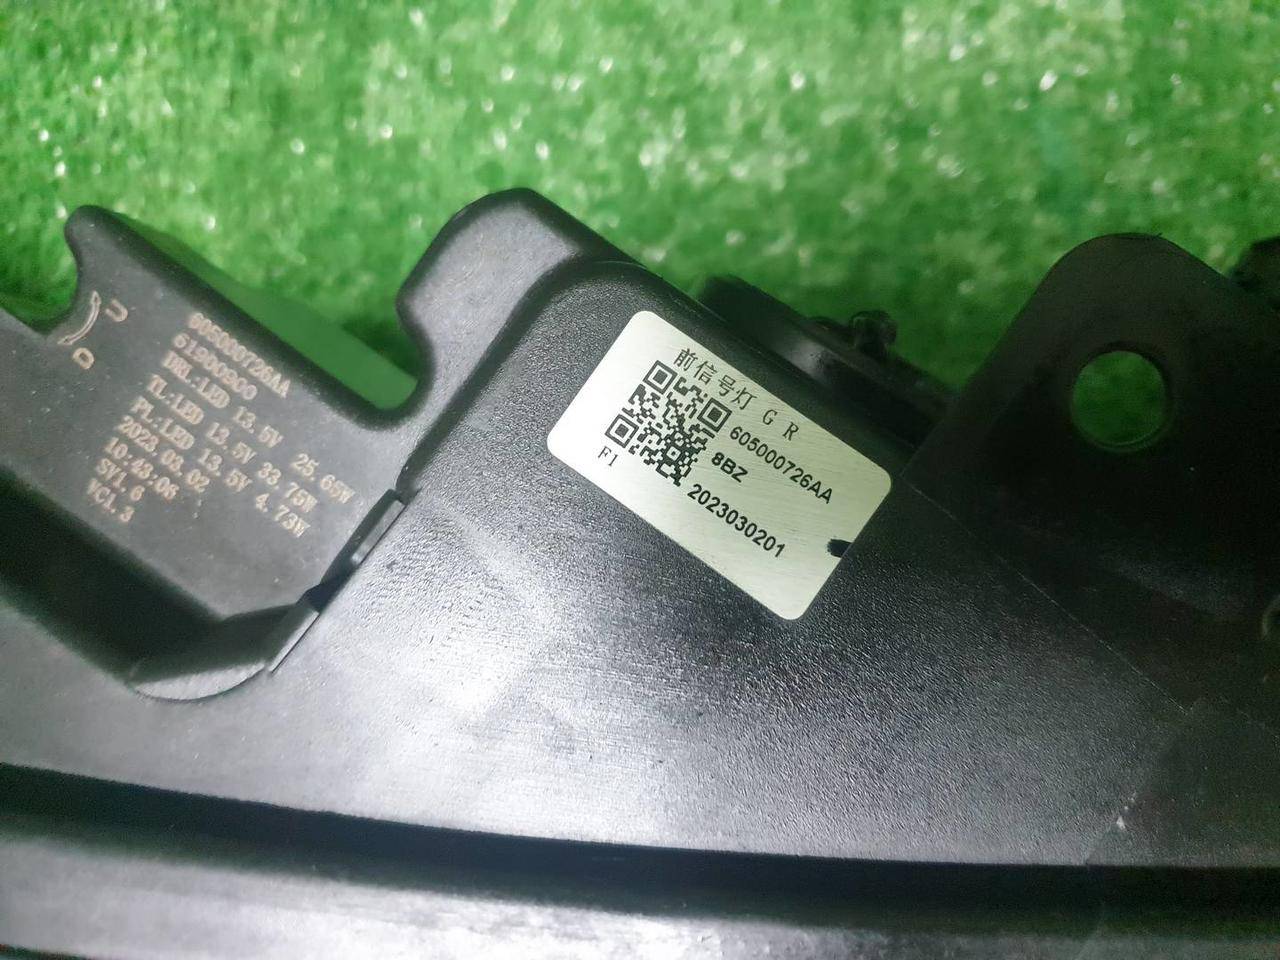 605000726AA
61900900
DRL:LED 13.5V 25.65W
TL:LED 13.5V 33.75W
PL:LED 13.5V 4.73W
2023.03.02
10:43:06
SV1.6
VC1.3
前信号灯 G R
605000726AA
8BZ
2023030201
F1